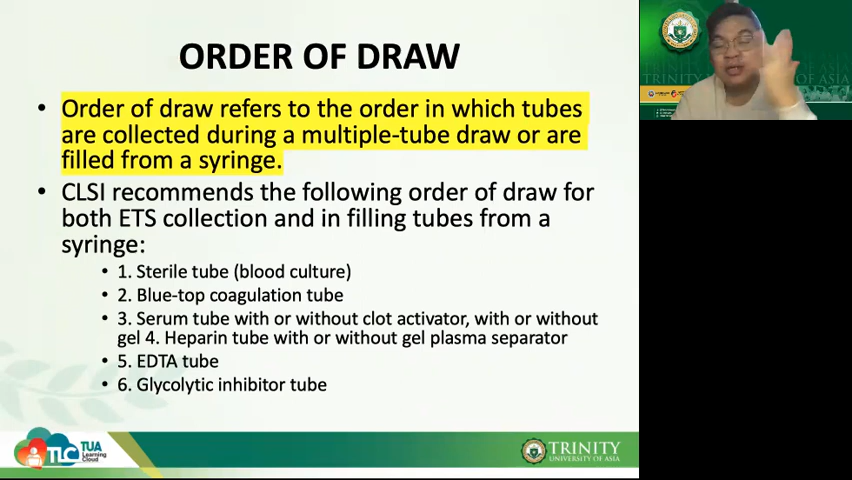 ORDER OF DRAW
• Order of draw refers to the order in which tubes
are collected during a multiple-tube draw or are
filled from a syringe.
• CLSI recommends the following order of draw for
both ETS collection and in filling tubes from a
syringe:
• 1. Sterile tube (blood culture)
• 2. Blue-top coagulation tube
• 3. Serum tube with or without clot activator, with or without
gel 4. Heparin tube with or without gel plasma separator
• 5. EDTA tube
• 6. Glycolytic inhibitor tube
TLC
TUA
Learning
Cloud
TRINITY
UNIVERSITY OF ASIA